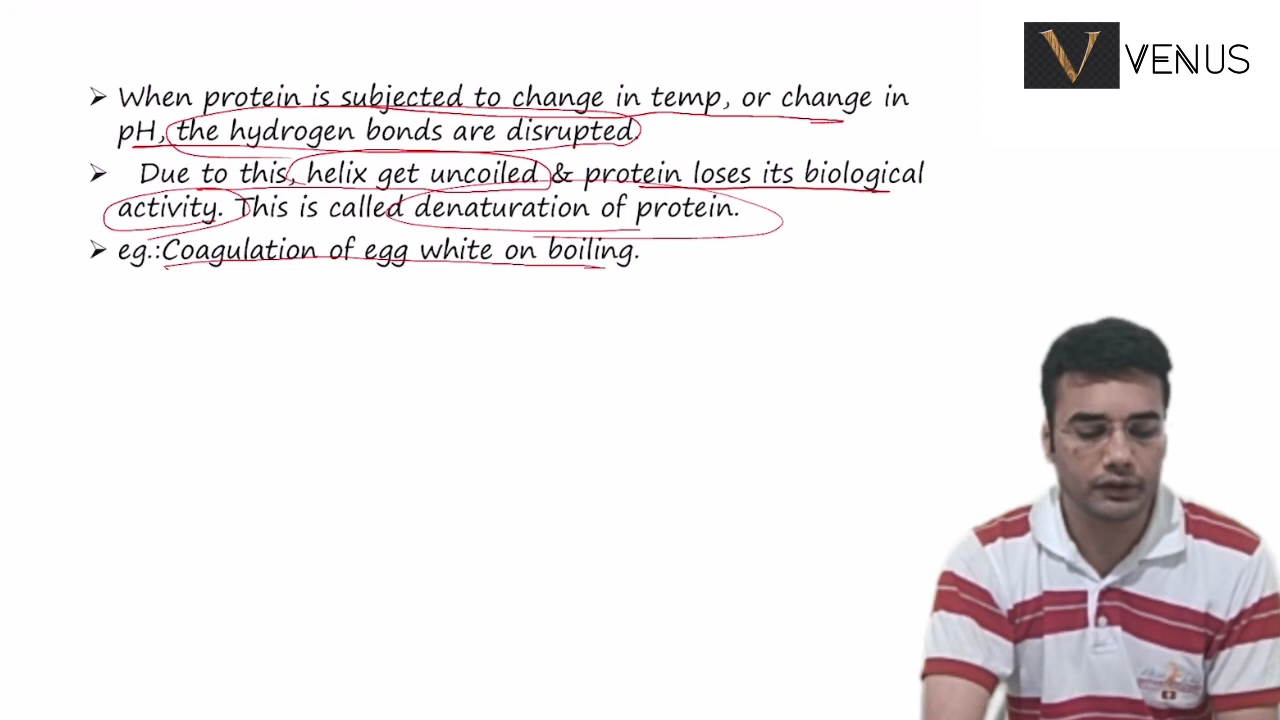 VENUS
➢ When protein is subjected to change in temp, or change in
pH, the hydrogen bonds are disrupted.
➢ Due to this, helix get uncoiled & protein loses its biological
activity. This is called denaturation of protein.
➢ eg.:Coagulation of egg white on boiling.